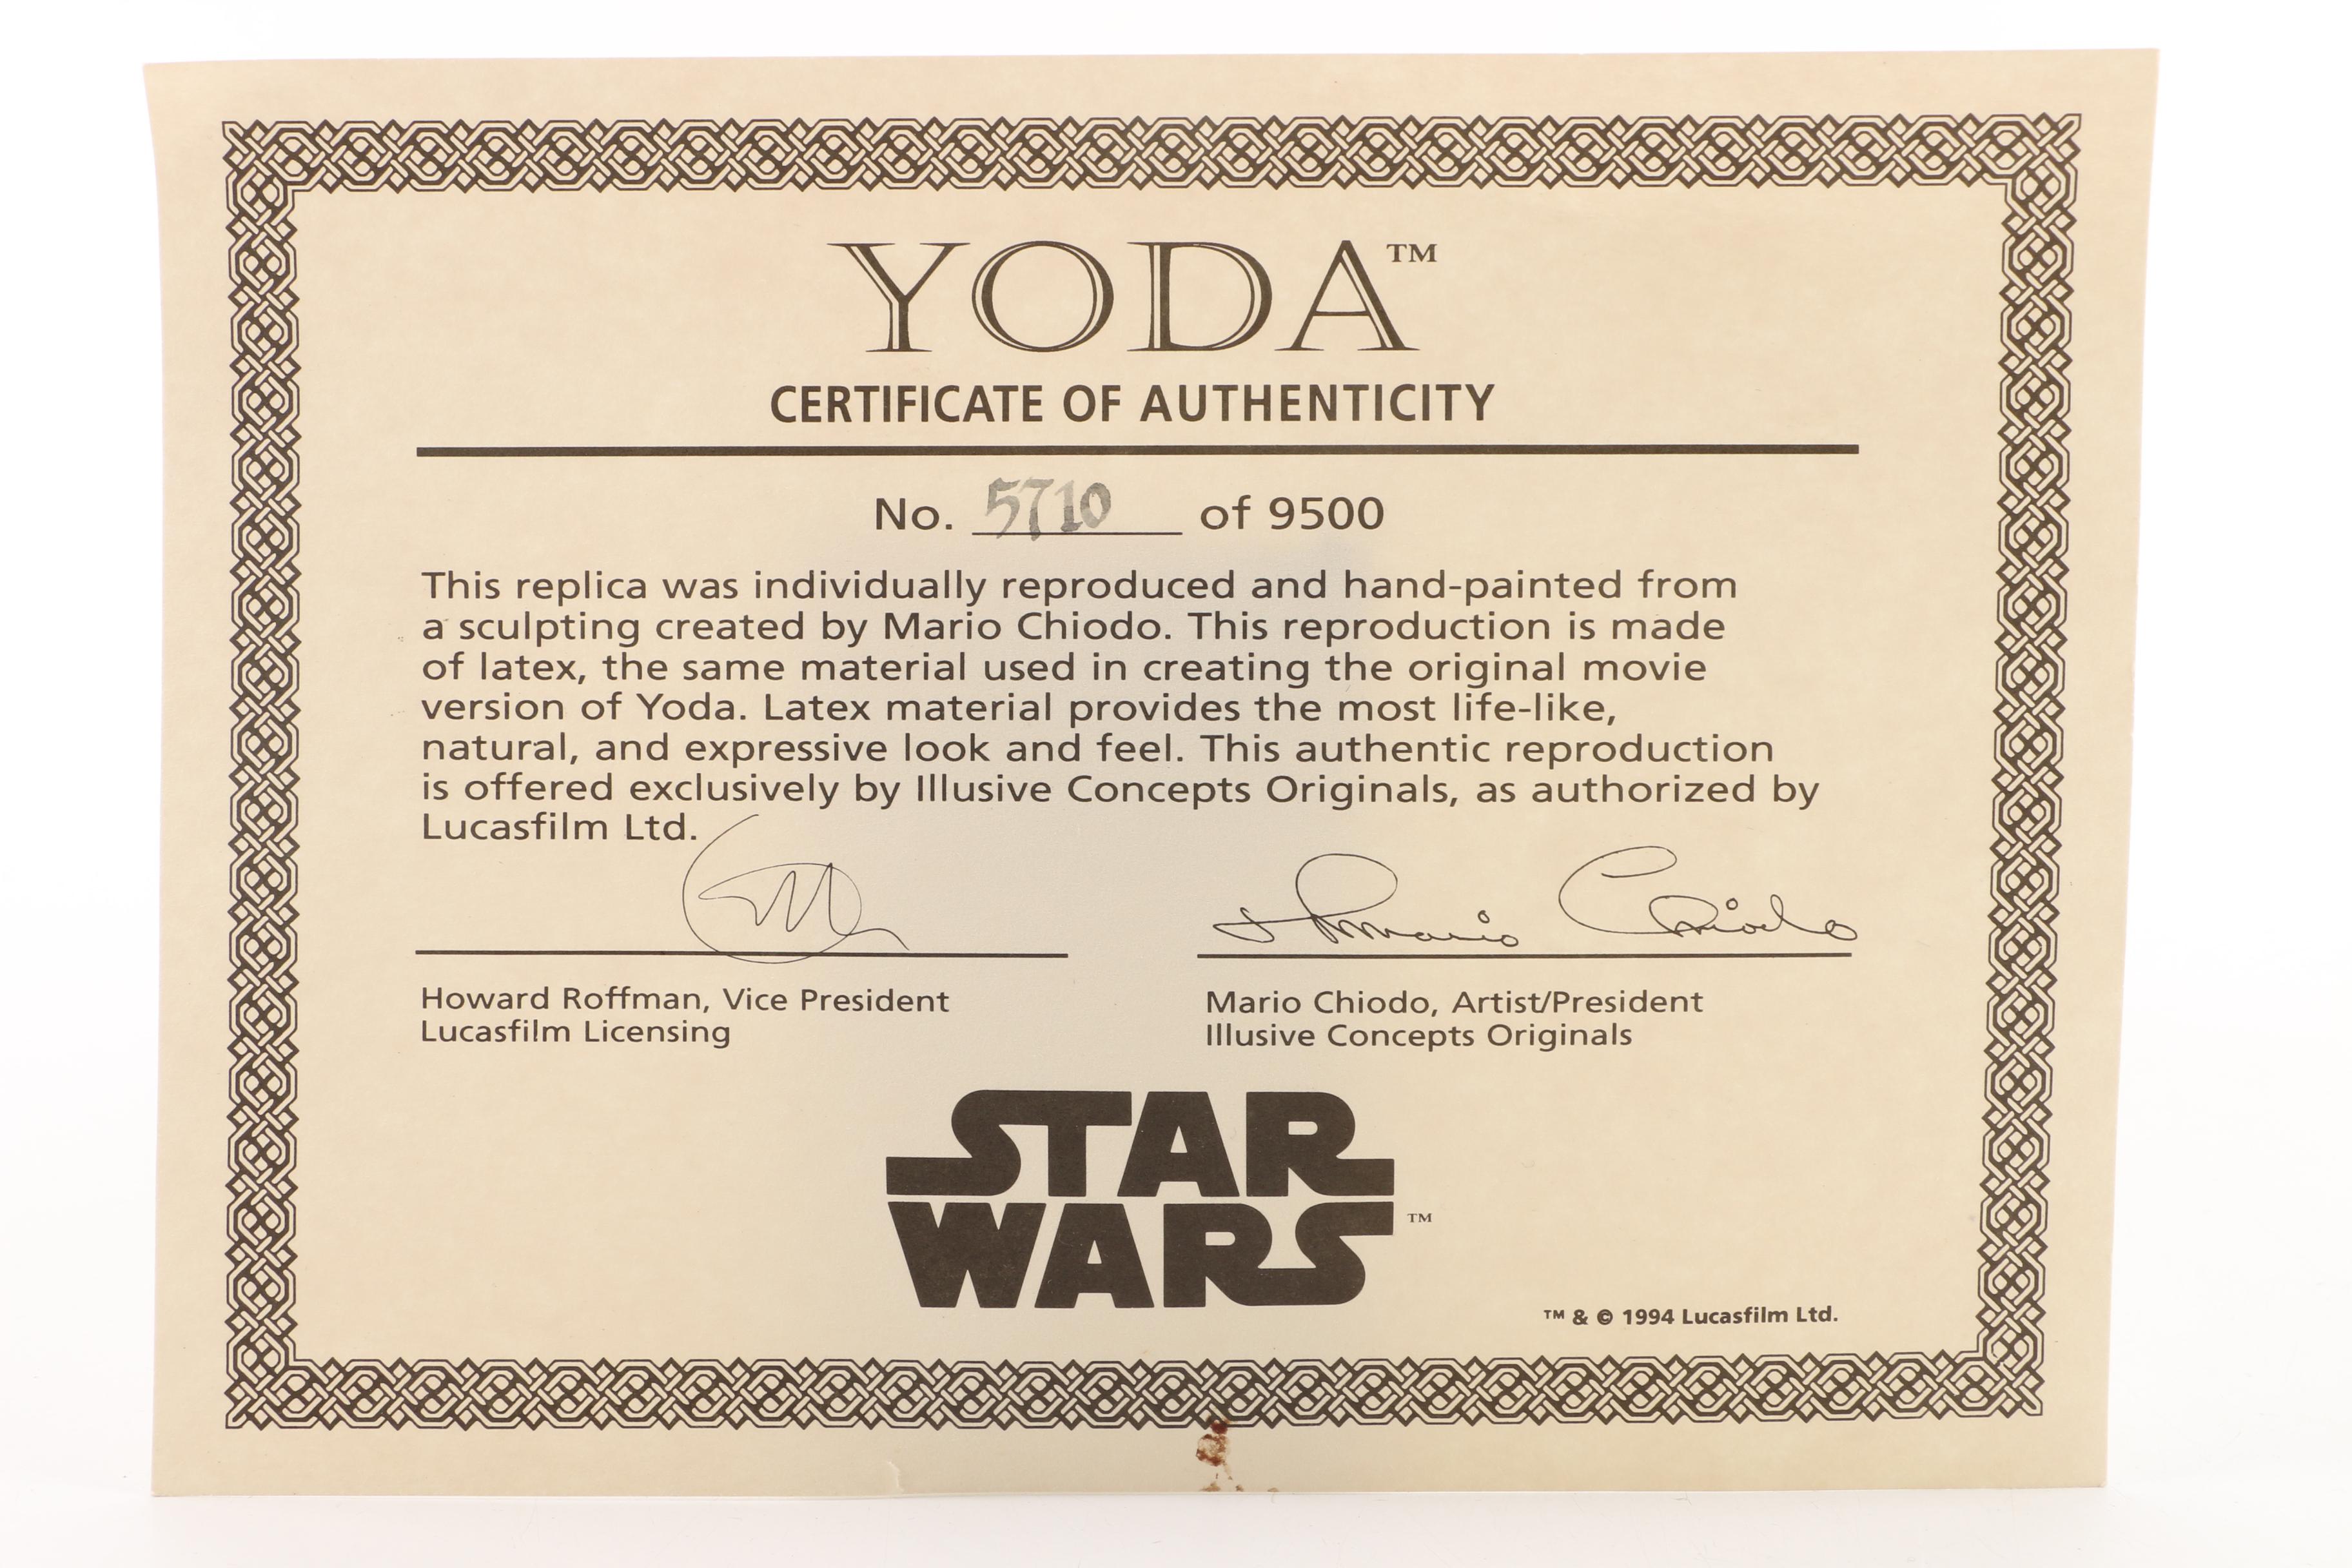 YODA™
CERTIFICATE OF AUTHENTICITY
No. 5710 of 9500
This replica was individually reproduced and hand-painted from
a sculpting created by Mario Chiodo. This reproduction is made
of latex, the same material used in creating the original movie
version of Yoda. Latex material provides the most life-like,
natural, and expressive look and feel. This authentic reproduction
is offered exclusively by Illusive Concepts Originals, as authorized by
Lucasfilm Ltd.
Mario Chiodo
Howard Roffman, Vice President
Lucasfilm Licensing
Mario Chiodo, Artist/President
Illusive Concepts Originals
STAR
WARS™
™ & © 1994 Lucasfilm Ltd.